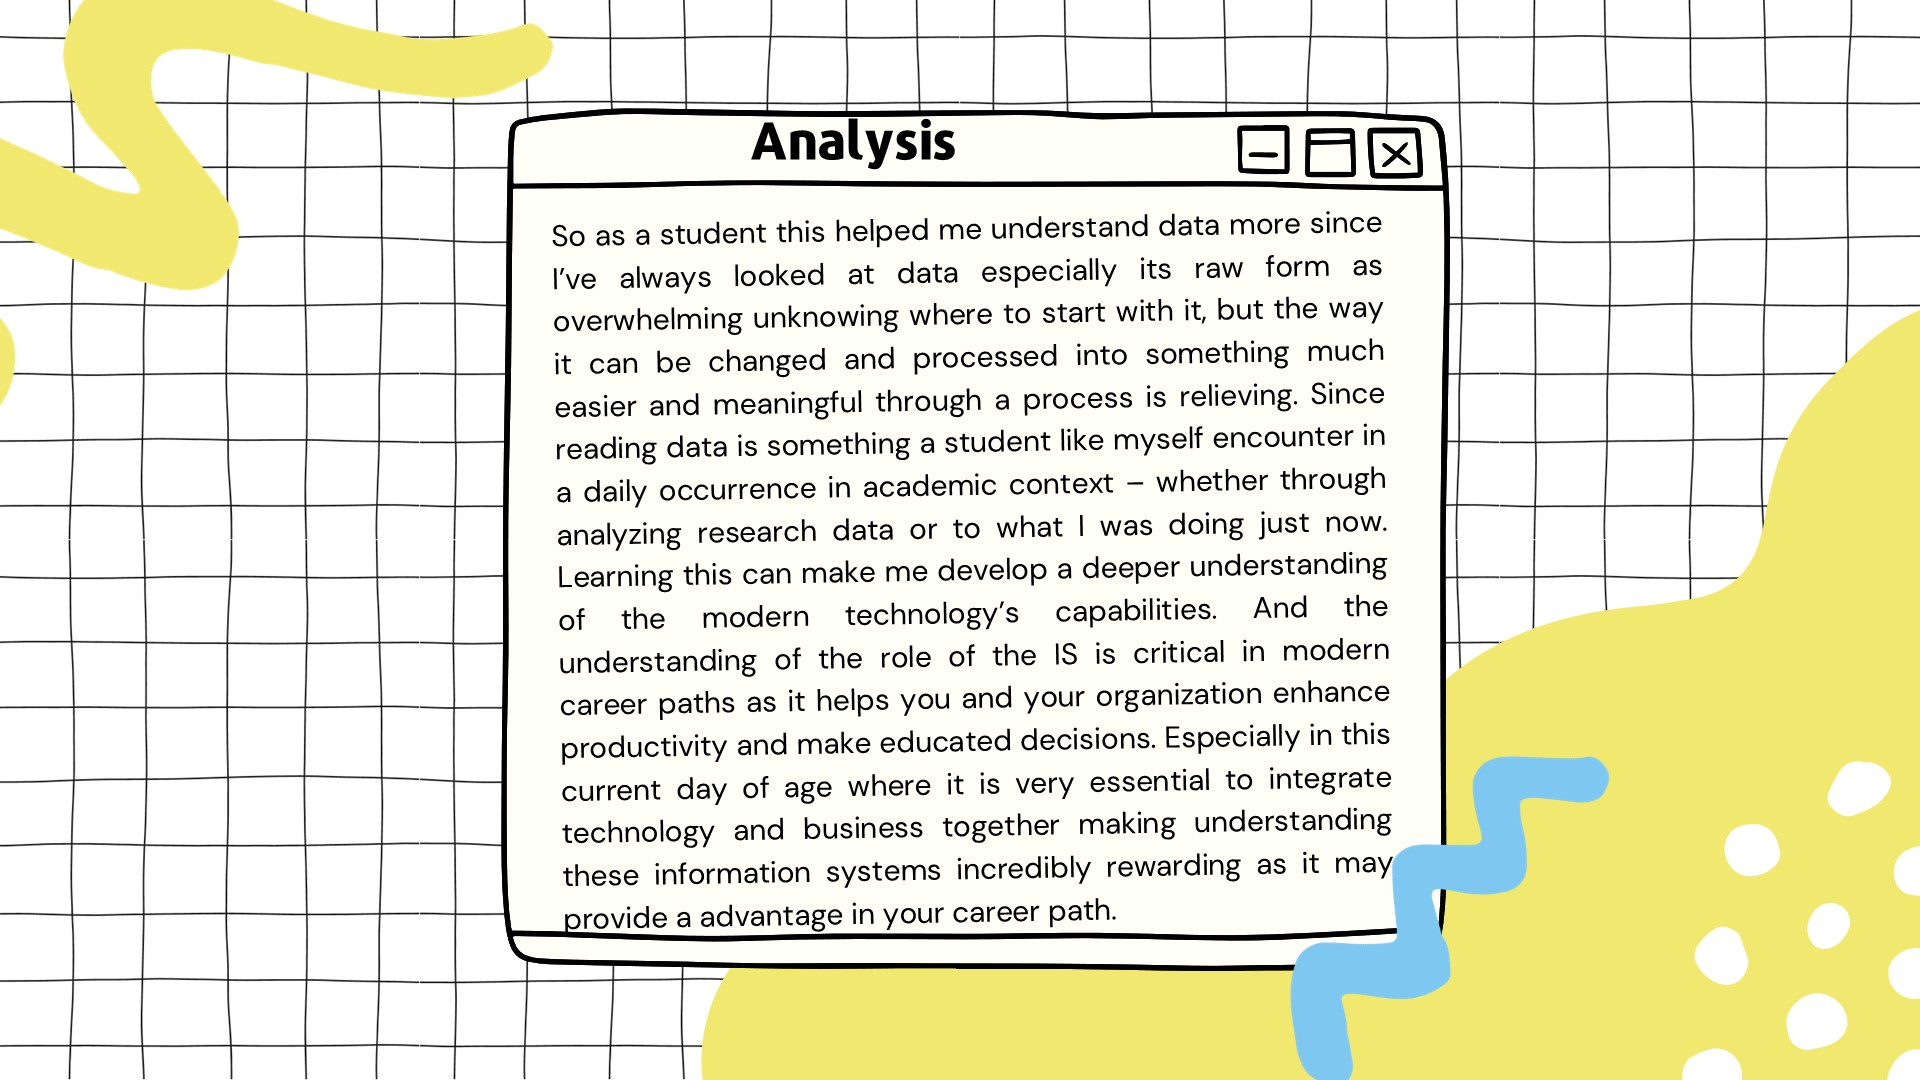 Analysis
So as a student this helped me understand data more since
I’ve always looked at data especially its raw form as
overwhelming unknowing where to start with it, but the way
it can be changed and processed into something much
easier and meaningful through a process is relieving. Since
reading data is something a student like myself encounter in
a daily occurrence in academic context – whether through
analyzing research data or to what I was doing just now.
Learning this can make me develop a deeper understanding
of the modern technology’s capabilities. And the
understanding of the role of the IS is critical in modern
career paths as it helps you and your organization enhance
productivity and make educated decisions. Especially in this
current day of age where it is very essential to integrate
technology and business together making understanding
these information systems incredibly rewarding as it may
provide a advantage in your career path.